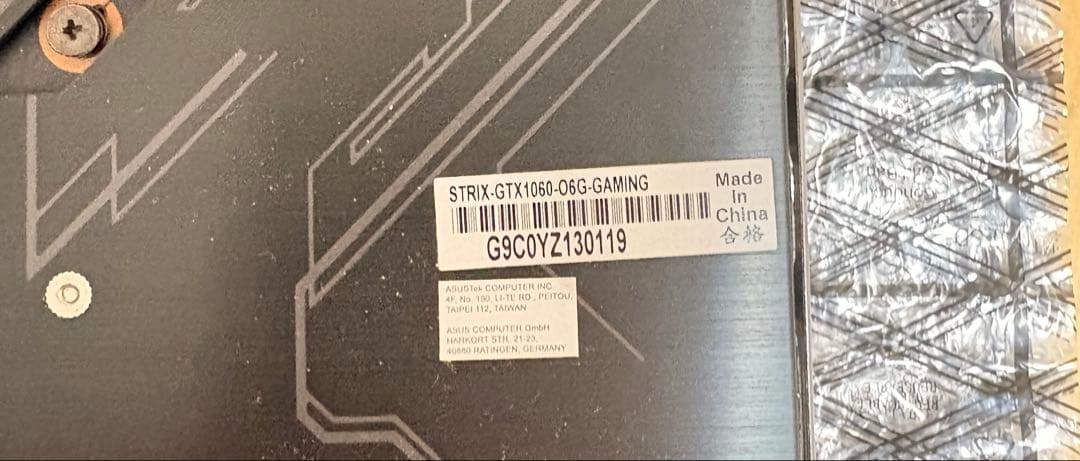 STRIX-GTX1060-O6G-GAMING
Made
In
China
合格
G9C0YZ130119
ASUSTek COMPUTER INC.
4F, No. 150, LI-TE RD., PEITOU,
TAIPEI 112, TAIWAN
ASUS COMPUTER GmbH
HARKORT STR. 21-23,
40880 RATINGEN, GERMANY